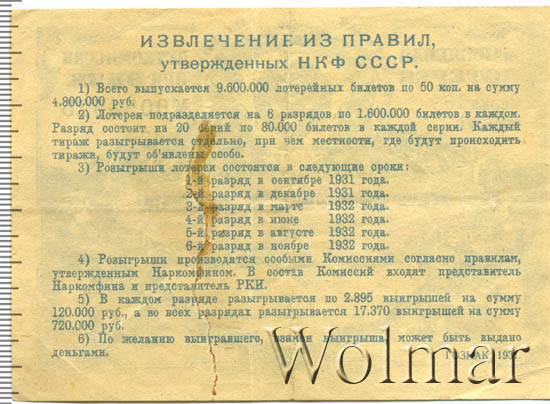 ИЗВЛЕЧЕНИЕ ИЗ ПРАВИЛ,
утвержденных НКФ СССР.
1) Всего выпускается 9.600.000 лотерейных билетов по 50 коп. на сумму
4.800.000 руб.
2) Лотерея подразделяется на 6 разрядов по 1.600.000 билетов в каждом.
Разряд состоит из 20 серий по 80.000 билетов в каждой серии. Каждый
тираж разыгрывается отдельно, при чем местности, где будут происходить
тиражи, будут об'явлены особо.
3) Розыгрыши лотереи состоятся в следующие сроки:
1-й разряд в сентябре 1931 года.
2-й разряд в декабре 1931 года.
3-й разряд в марте 1932 года.
4-й разряд в июне 1932 года.
5-й разряд в августе 1932 года.
6-й разряд в ноябре 1932 года.
4) Розыгрыши производятся особыми Комиссиями согласно правилам,
утвержденным Наркомфином. В состав Комиссий входят представитель
Наркомфина и представитель РКИ.
5) В каждом разряде разыгрывается по 2.895 выигрышей на сумму
120.000 руб., а во всех разрядах разыгрывается 17.370 выигрышей на сумму
720.000 руб.
6) По желанию выигравшего, взамен выигрыша, может быть выдано
деньгами.
ГОЗНАК
Wolmar